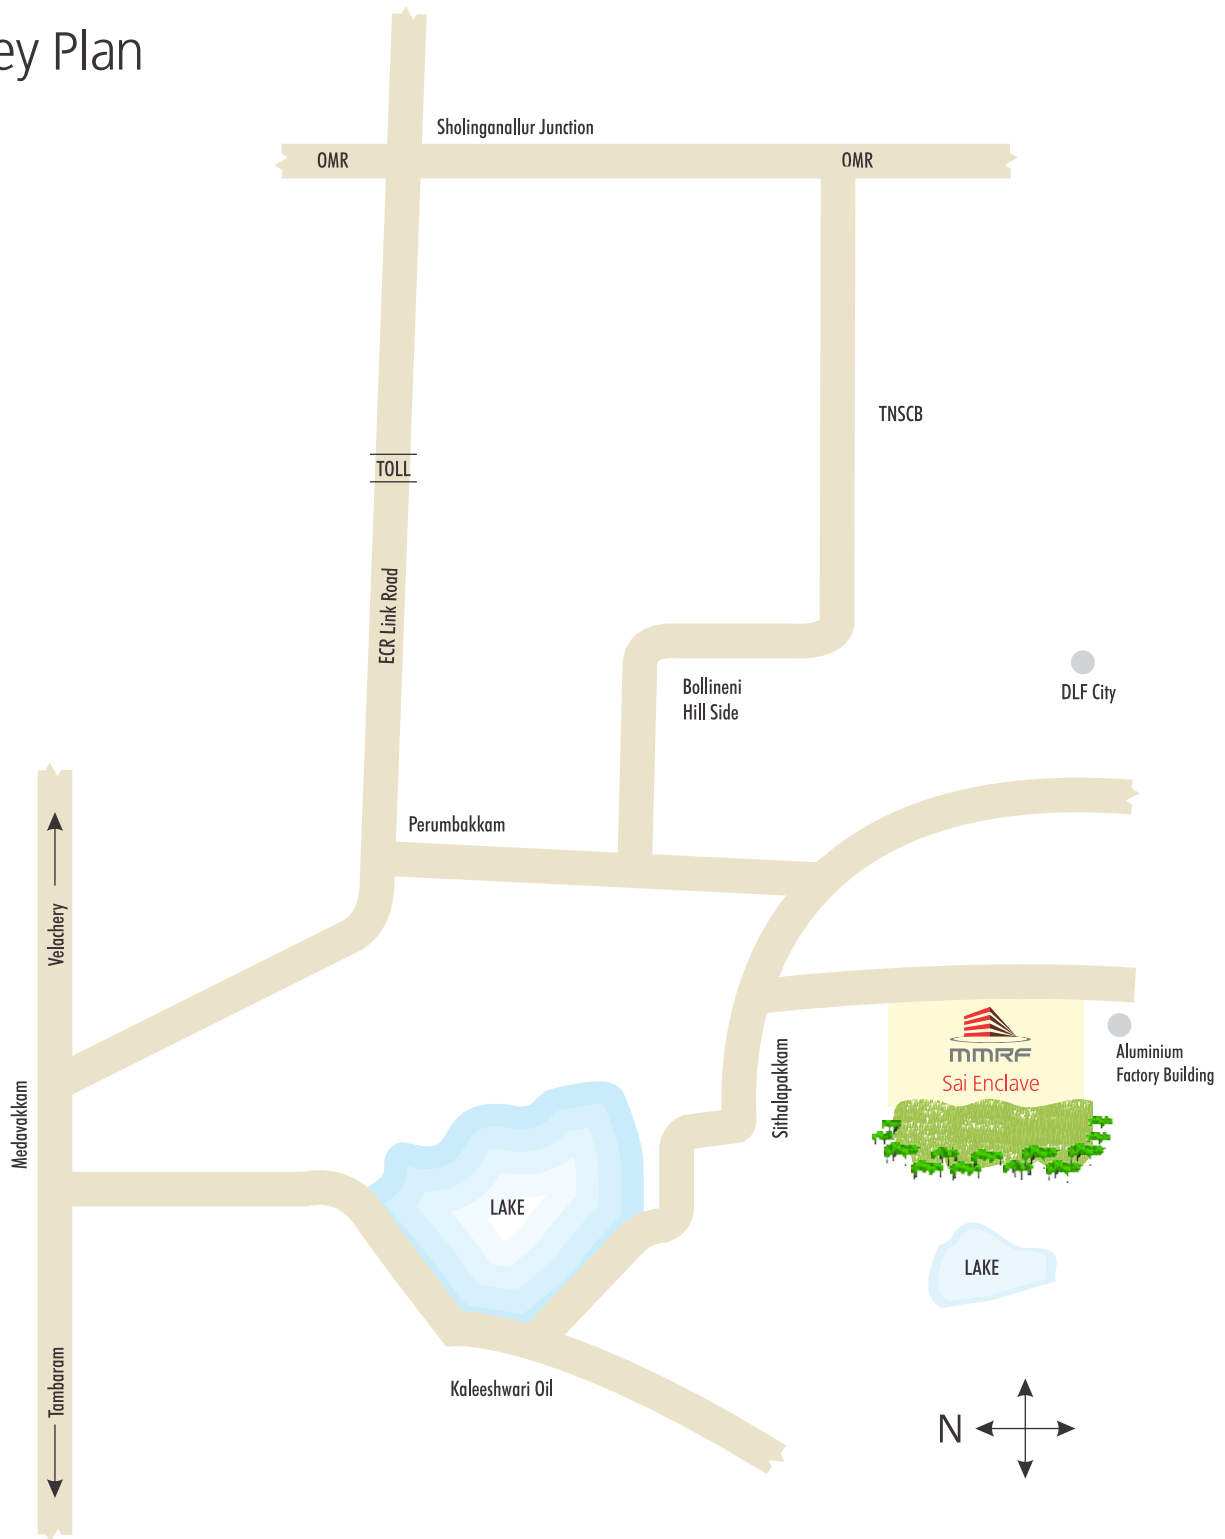 ey Plan
Sholinganallur Junction
OMR
OMR
TNSCB
TOLL
ECR Link Road
Bollineni
Hill Side
DLF City
Perumbakkam
Velachery
MMRF
Sai Enclave
Aluminium
Factory Building
Sithalapakkam
Medavakkam
LAKE
LAKE
Tambaram
Kaleeshwari Oil
N